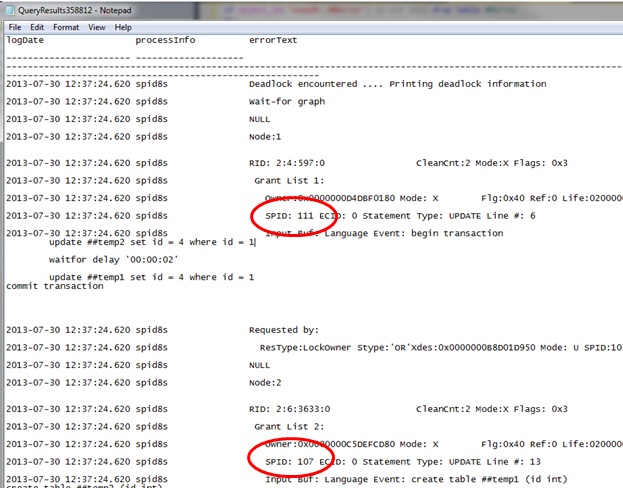 QueryResults358812 - Notepad
File Edit Format View Help
logDate processInfo errorText
----------------------- --------------------
2013-07-30 12:37:24.620 spid8s Deadlock encountered .... Printing deadlock information
2013-07-30 12:37:24.620 spid8s Wait-for graph
2013-07-30 12:37:24.620 spid8s NULL
2013-07-30 12:37:24.620 spid8s Node:1
2013-07-30 12:37:24.620 spid8s RID: 2:4:597:0 CleanCnt:2 Mode:X Flags: 0x3
2013-07-30 12:37:24.620 spid8s Grant List 1:
2013-07-30 12:37:24.620 spid8s Owner:0x0000000D4DBF0180 Mode: X Flg:0x40 Ref:0 Life:020000
2013-07-30 12:37:24.620 spid8s SPID: 111 ECID: 0 Statement Type: UPDATE Line #: 6
2013-07-30 12:37:24.620 spid8s Input Buf: Language Event: begin transaction
update ##temp2 set id = 4 where id = 1
waitfor delay '00:00:02'
update ##temp1 set id = 4 where id = 1
commit transaction
2013-07-30 12:37:24.620 spid8s Requested by:
2013-07-30 12:37:24.620 spid8s ResType:LockOwner Stype:'OR'Xdes:0x0000000B8D01D950 Mode: U SPID:10
2013-07-30 12:37:24.620 spid8s NULL
2013-07-30 12:37:24.620 spid8s Node:2
2013-07-30 12:37:24.620 spid8s RID: 2:6:3633:0 CleanCnt:2 Mode:X Flags: 0x3
2013-07-30 12:37:24.620 spid8s Grant List 2:
2013-07-30 12:37:24.620 spid8s Owner:0x0000000C5DEFCD80 Mode: X Flg:0x40 Ref:0 Life:020000
2013-07-30 12:37:24.620 spid8s SPID: 107 ECID: 0 Statement Type: UPDATE Line #: 13
2013-07-30 12:37:24.620 spid8s Input Buf: Language Event: create table ##temp1 (id int)
create table ##temp2 (id int)